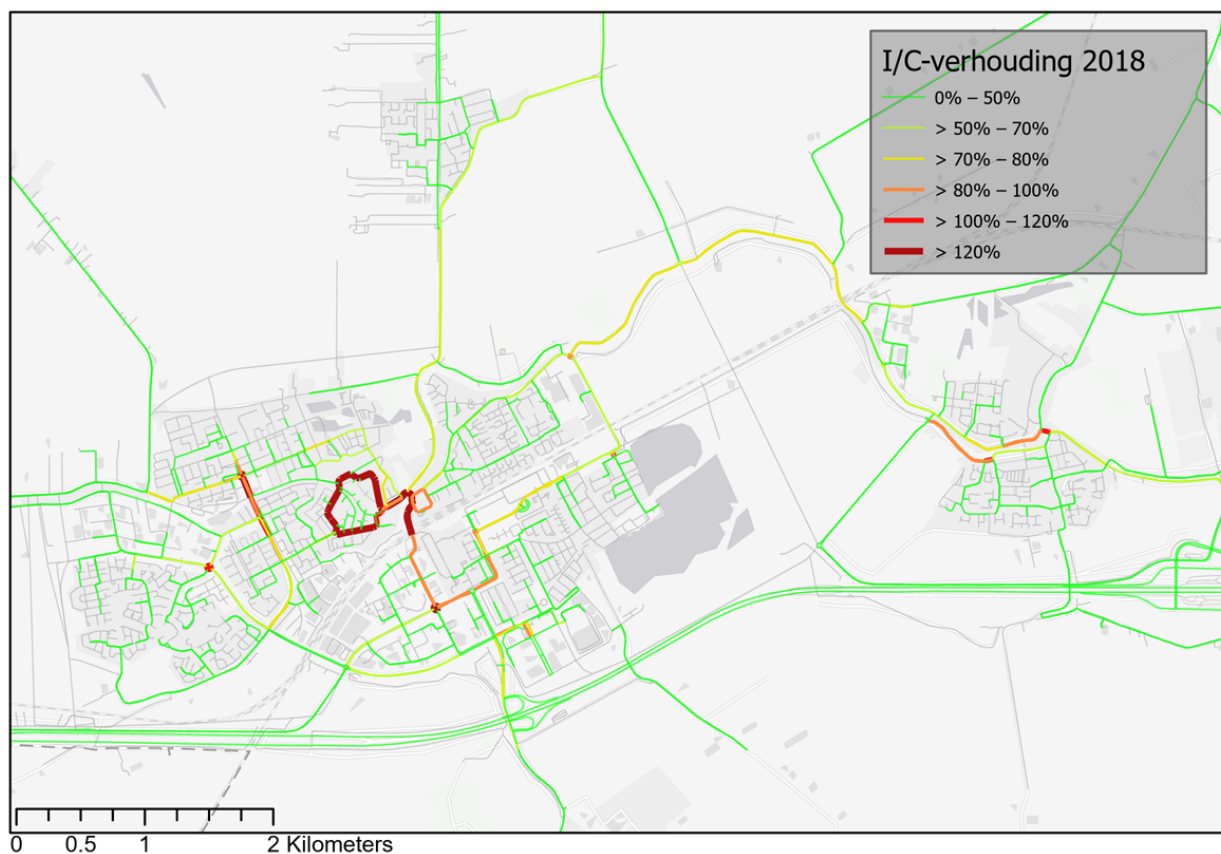 I/C-verhouding 2018
0% – 50%
> 50% – 70%
> 70% – 80%
> 80% – 100%
> 100% – 120%
> 120%
0 0.5 1 2 Kilometers